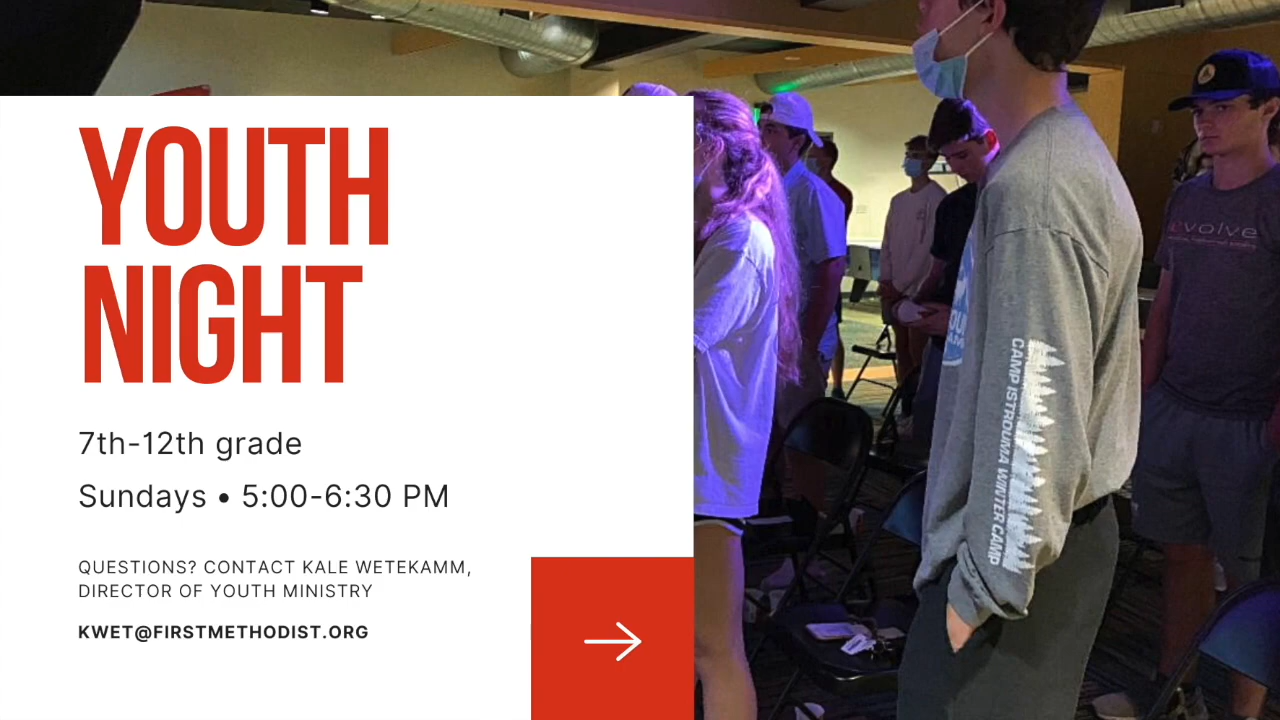 YOUTH
NIGHT
7th-12th grade
Sundays • 5:00-6:30 PM
QUESTIONS? CONTACT KALE WETEKAMM,
DIRECTOR OF YOUTH MINISTRY
KWET@FIRSTMETHODIST.ORG
CAMP ISTROUMA WINTER CAMP
evolve